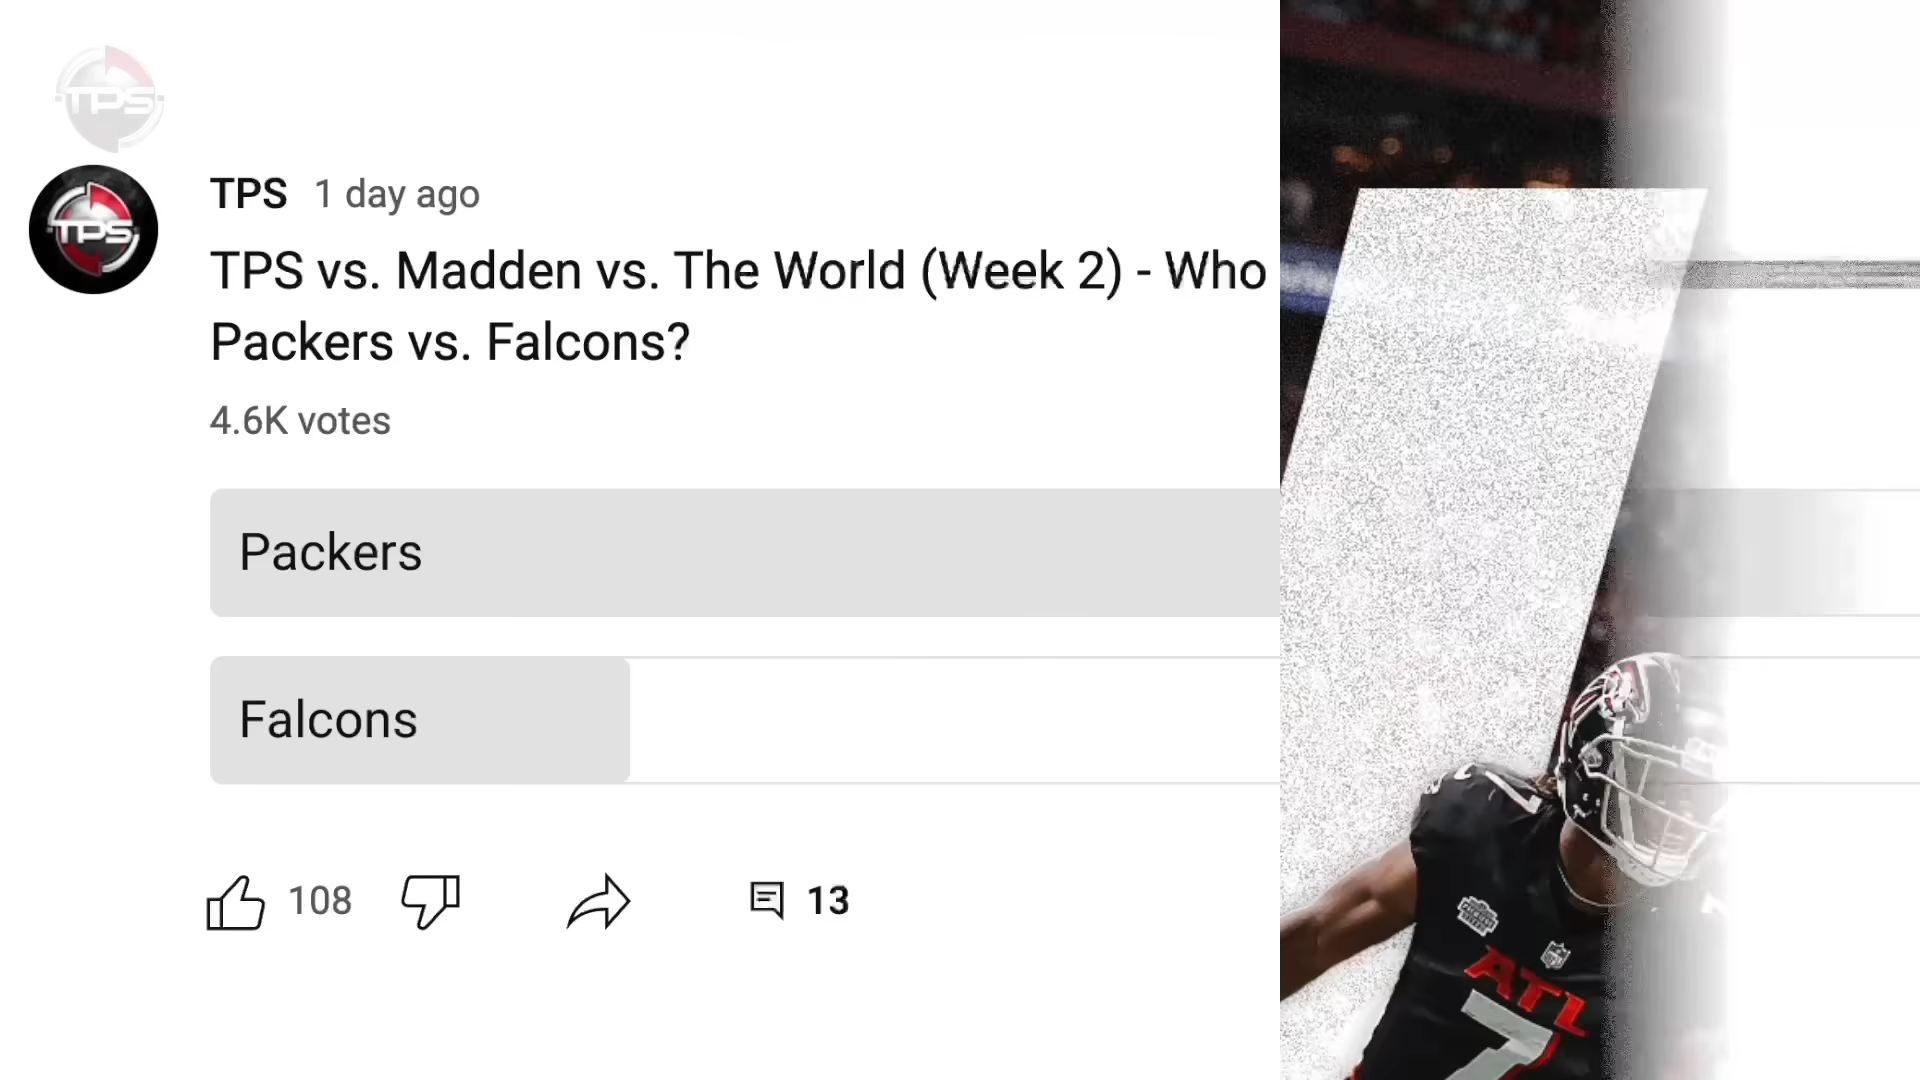 TPS
TPS
TPS 1 day ago
TPS vs. Madden vs. The World (Week 2) - Who
Packers vs. Falcons?
4.6K votes
Packers
Falcons
108
13
ATL
7